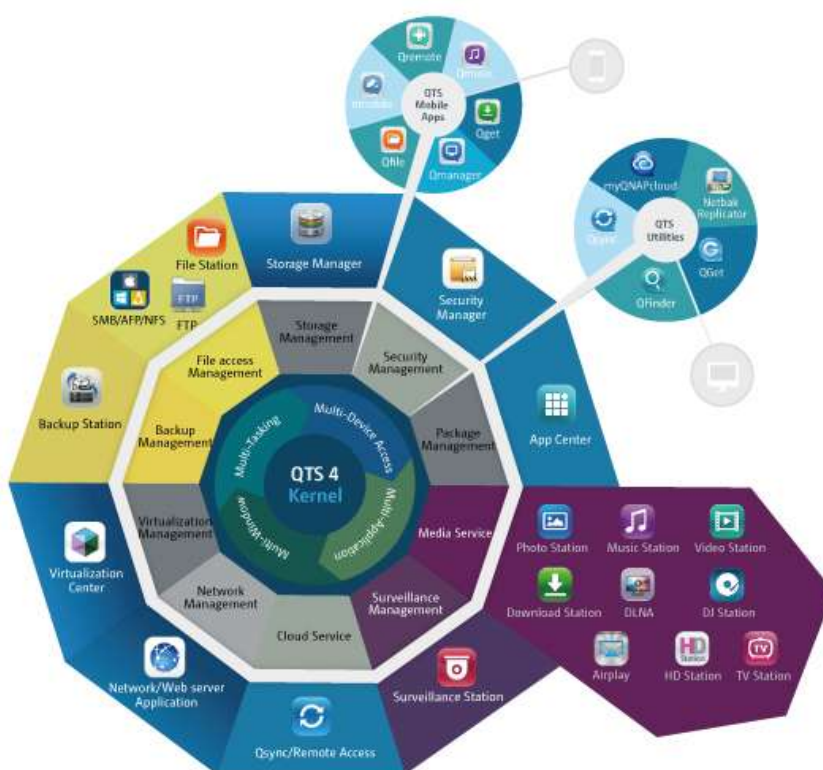 Qremote
QTS
Mobile
Apps
Qget
Qfile
Qmanager
myQNAPcloud
Netbak
Replicator
Qsync
QTS
Utilities
QGet
QFinder
File Station
Storage Manager
SMB/AFP/NFS
FTP
FTP
Security
Manager
Storage
Management
File access
Management
Security
Management
Backup Station
Backup
Management
Multi-Tasking
Multi-Device Access
Package
Management
App Center
QTS 4
Kernel
Multi-Window
Multi-Application
Virtualization
Management
Media Service
Virtualization
Center
Network
Management
Surveillance
Management
Cloud Service
Photo Station
Music Station
Video Station
Download Station
DLNA
DJ Station
Airplay
HD
Station
HD Station
TV
TV Station
Network/Web server
Application
Surveillance Station
Qsync/Remote Access